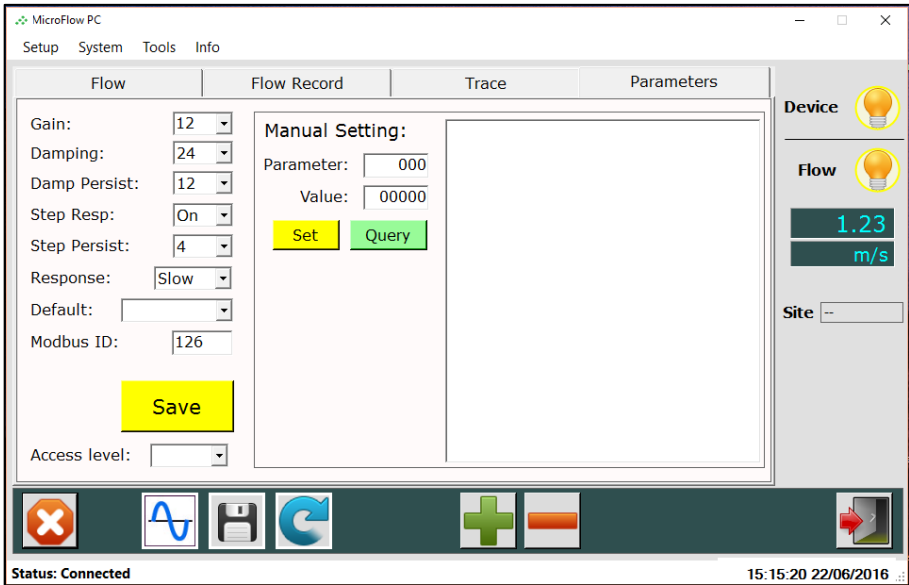 MicroFlow PC
Setup System Tools Info
Flow Flow Record Trace Parameters
Gain: 12
Damping: 24
Damp Persist: 12
Step Resp: On
Step Persist: 4
Response: Slow
Default:
Modbus ID: 126
Save
Access level:
Manual Setting:
Parameter: 000
Value: 00000
Set Query
Device
Flow
1.23
m/s
Site --
Status: Connected 15:15:20 22/06/2016